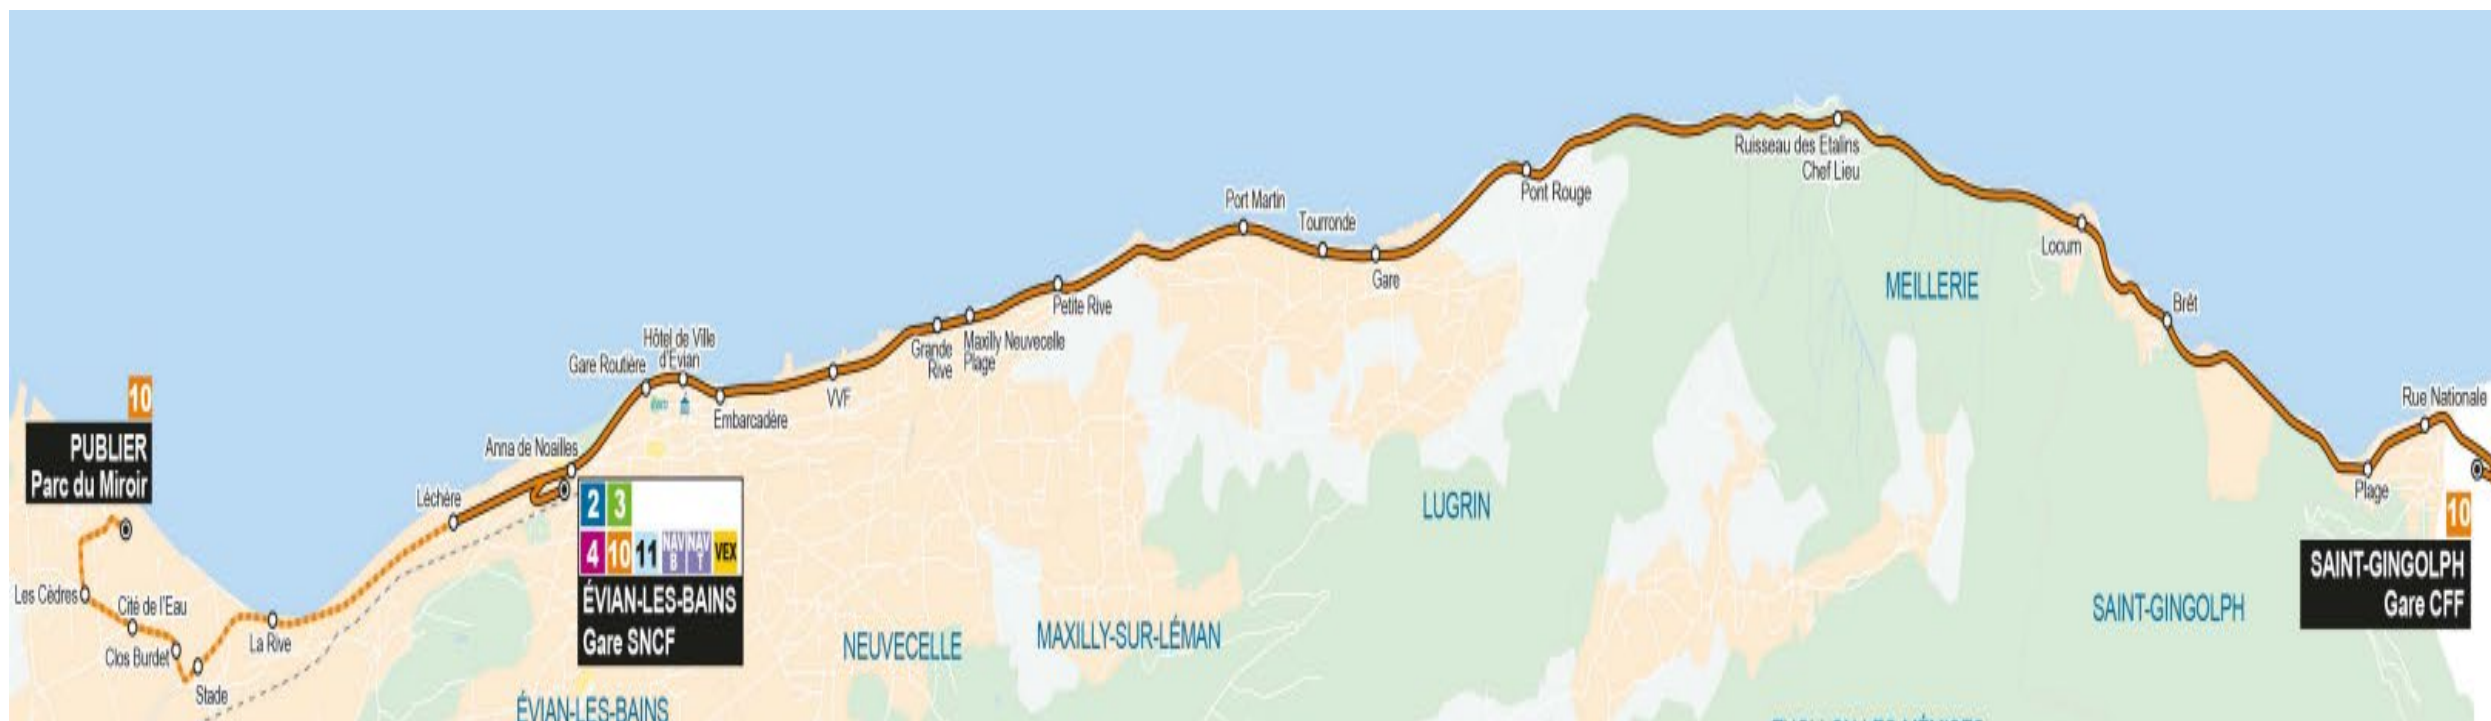 10
PUBLIER
Parc du Miroir
Les Cèdres
Cité de l'Eau
Clos Burdet
Stade
La Rive
Léchère
Anna de Noailles
2 3
4 10 11 NAV B NAV T VEX
ÉVIAN-LES-BAINS
Gare SNCF
Gare Routière
Hôtel de Ville
d'Évian
Embarcadère
VVF
Grande
Rive
Maxilly Neuvecelle
Plage
Petite Rive
Port Martin
Tourronde
Gare
Pont Rouge
Ruisseau des Etalins
Chef Lieu
Locum
Brêt
Plage
Rue Nationale
10
SAINT-GINGOLPH
Gare CFF
ÉVIAN-LES-BAINS
NEUVECELLE
MAXILLY-SUR-LÉMAN
LUGRIN
MEILLERIE
SAINT-GINGOLPH